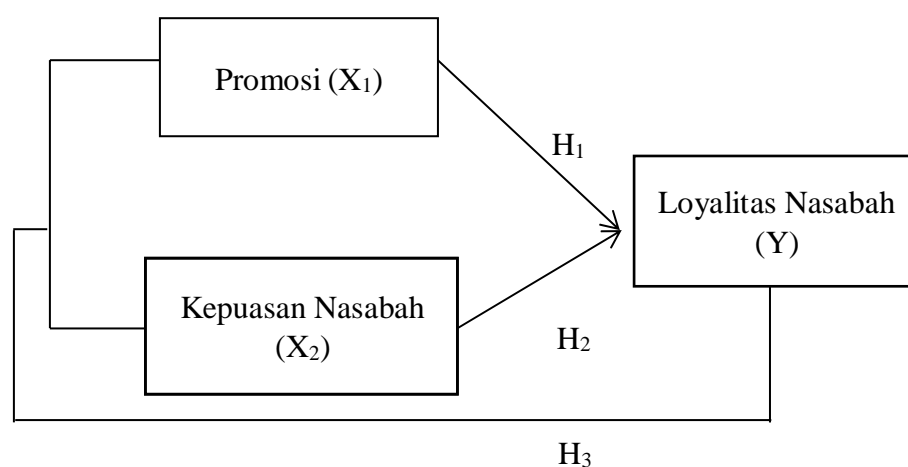 Promosi (X₁)
H₁
Loyalitas Nasabah
(Y)
Kepuasan Nasabah
(X₂)
H₂
H₃